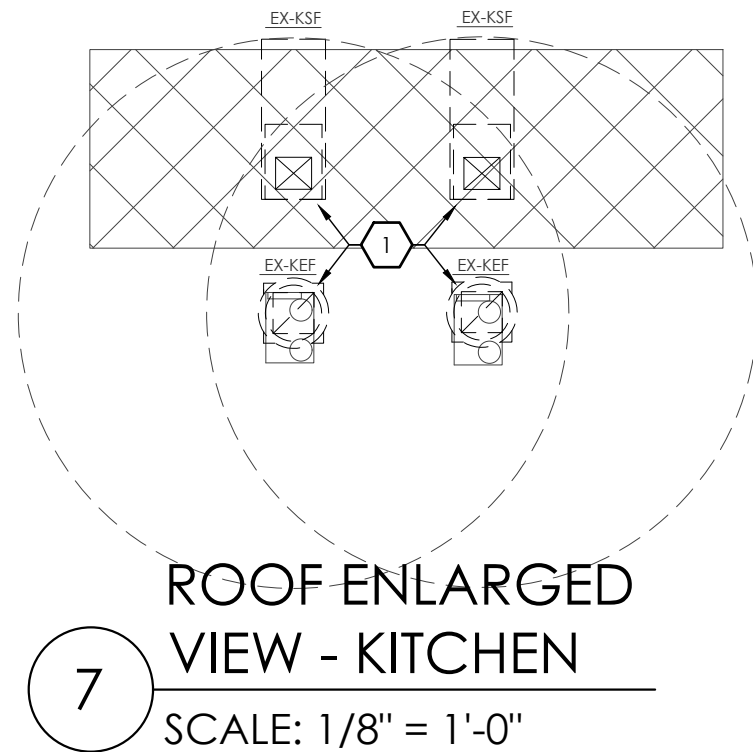 EX-KSF
EX-KSF
1
EX-KEF
EX-KEF
ROOF ENLARGED
VIEW - KITCHEN
7
SCALE: 1/8" = 1'-0"